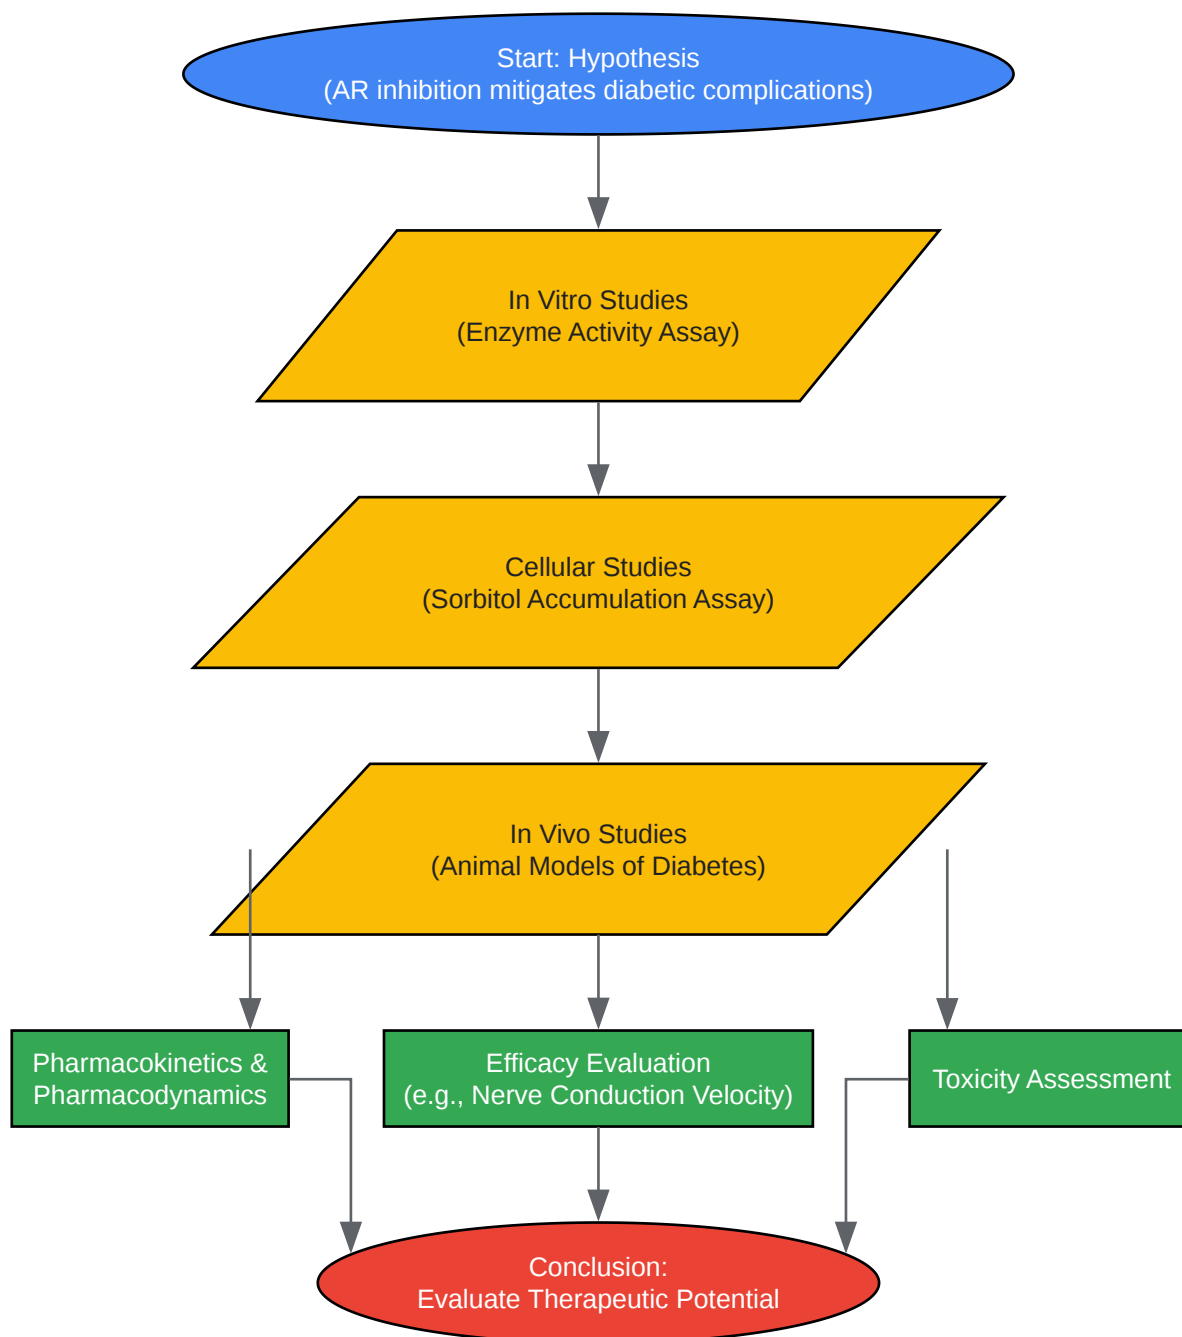 Start: Hypothesis
(AR inhibition mitigates diabetic complications)
In Vitro Studies
(Enzyme Activity Assay)
Cellular Studies
(Sorbitol Accumulation Assay)
In Vivo Studies
(Animal Models of Diabetes)
Pharmacokinetics &
Pharmacodynamics
Efficacy Evaluation
(e.g., Nerve Conduction Velocity)
Toxicity Assessment
Conclusion:
Evaluate Therapeutic Potential